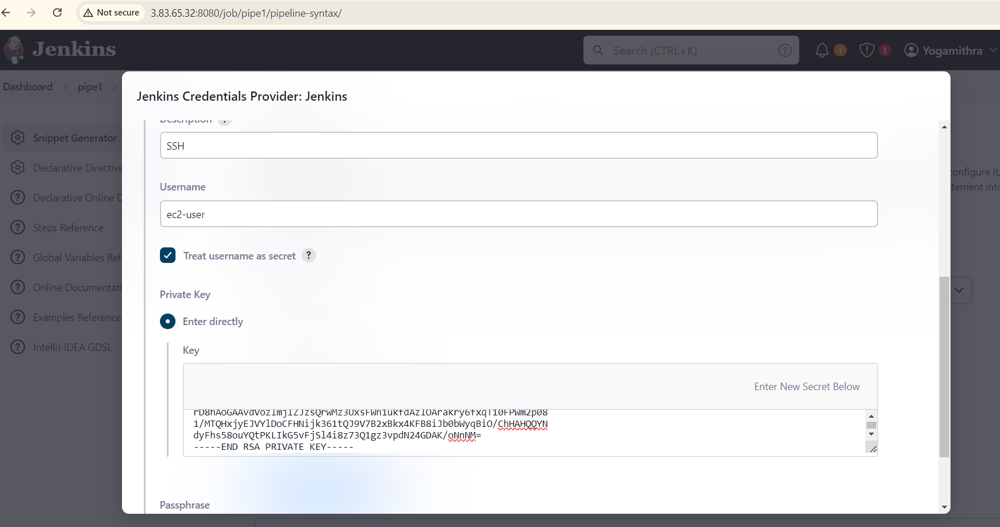 Not secure 3.83.65.32:8080/job/pipe1/pipeline-syntax/
Jenkins
Search (CTRL+K)
?
1
1
Yogamithra
Dashboard
pipe1
Jenkins Credentials Provider: Jenkins
Description ?
SSH
Username
ec2-user
Treat username as secret ?
Private Key
Enter directly
Key
Enter New Secret Below
1/MTQHxjyEJVYlDoCFHNijk361tQJ9V7B2xBkx4KFB8iJb0bWyqBiO/ChHAHQQYN
dyFhs58ouYQtPKLIkG5vFjSl4i8z73Q1gz3vpdN24GDAK/oNnNM=
-----END RSA PRIVATE KEY-----
Passphrase
Snippet Generator
Declarative Directive
? Declarative Online D
? Steps Reference
? Global Variables Ref
? Online Documentati
? Examples Reference
? IntelliJ IDEA GDSL
configure it,
tement into